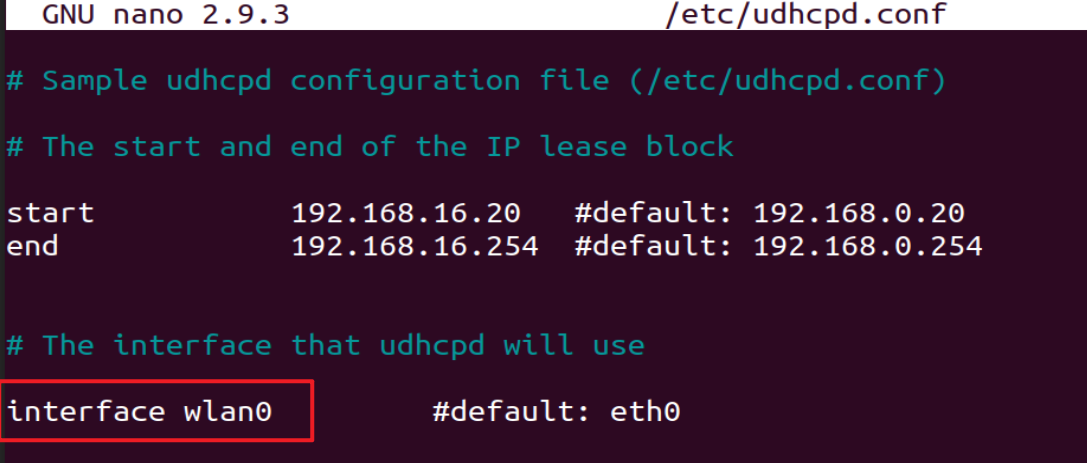 GNU nano 2.9.3 /etc/udhcpd.conf
# Sample udhcpd configuration file (/etc/udhcpd.conf)
# The start and end of the IP lease block
start 192.168.16.20 #default: 192.168.0.20
end 192.168.16.254 #default: 192.168.0.254
# The interface that udhcpd will use
interface wlan0 #default: eth0